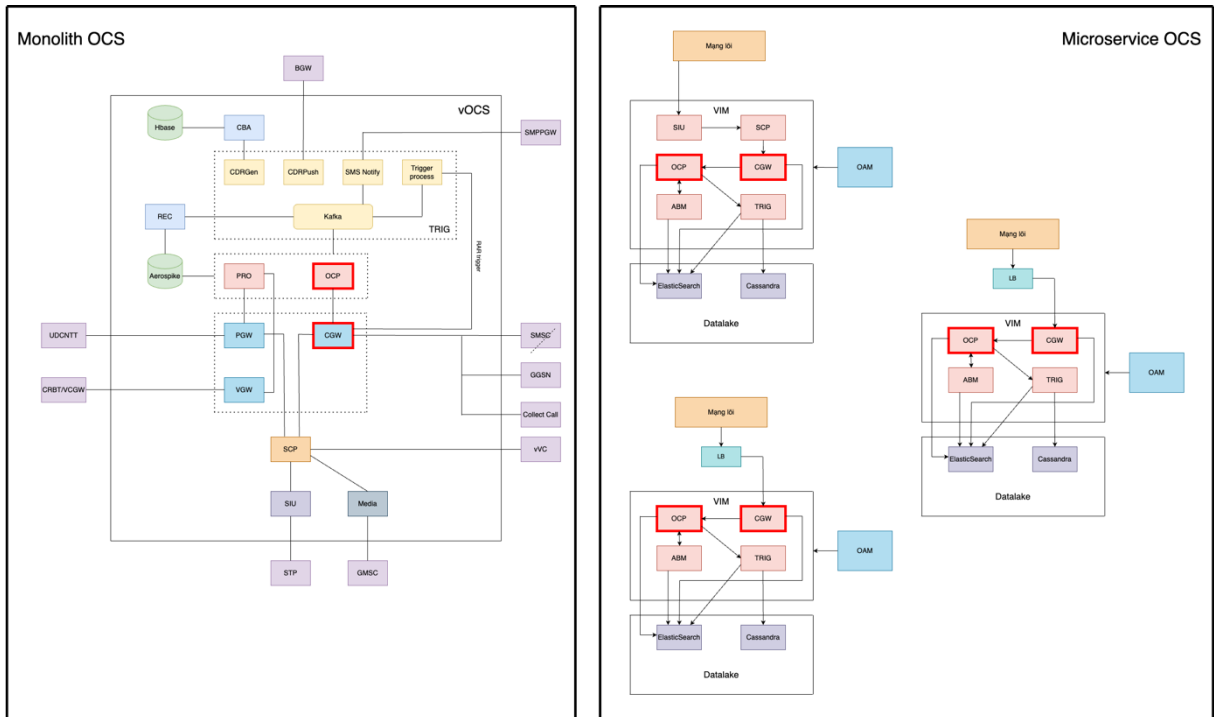 Monolith OCS
BGW
vOCS
Hbase
CBA
SMPPGW
CDRGen
CDRPush
SMS Notify
Trigger
process
REC
Kafka
TRIG
RAR trigger
Aerospike
PRO
OCP
UDCNTT
PGW
CGW
SMSC
GGSN
CRBT/VCGW
VGW
Collect Call
SCP
vVC
SIU
Media
STP
GMSC
Microservice OCS
Mạng lõi
VIM
SIU
SCP
OCP
CGW
OAM
ABM
TRIG
ElasticSearch
Cassandra
Datalake
Mạng lõi
LB
VIM
OCP
CGW
OAM
ABM
TRIG
ElasticSearch
Cassandra
Datalake
Mạng lõi
LB
VIM
OCP
CGW
OAM
ABM
TRIG
ElasticSearch
Cassandra
Datalake